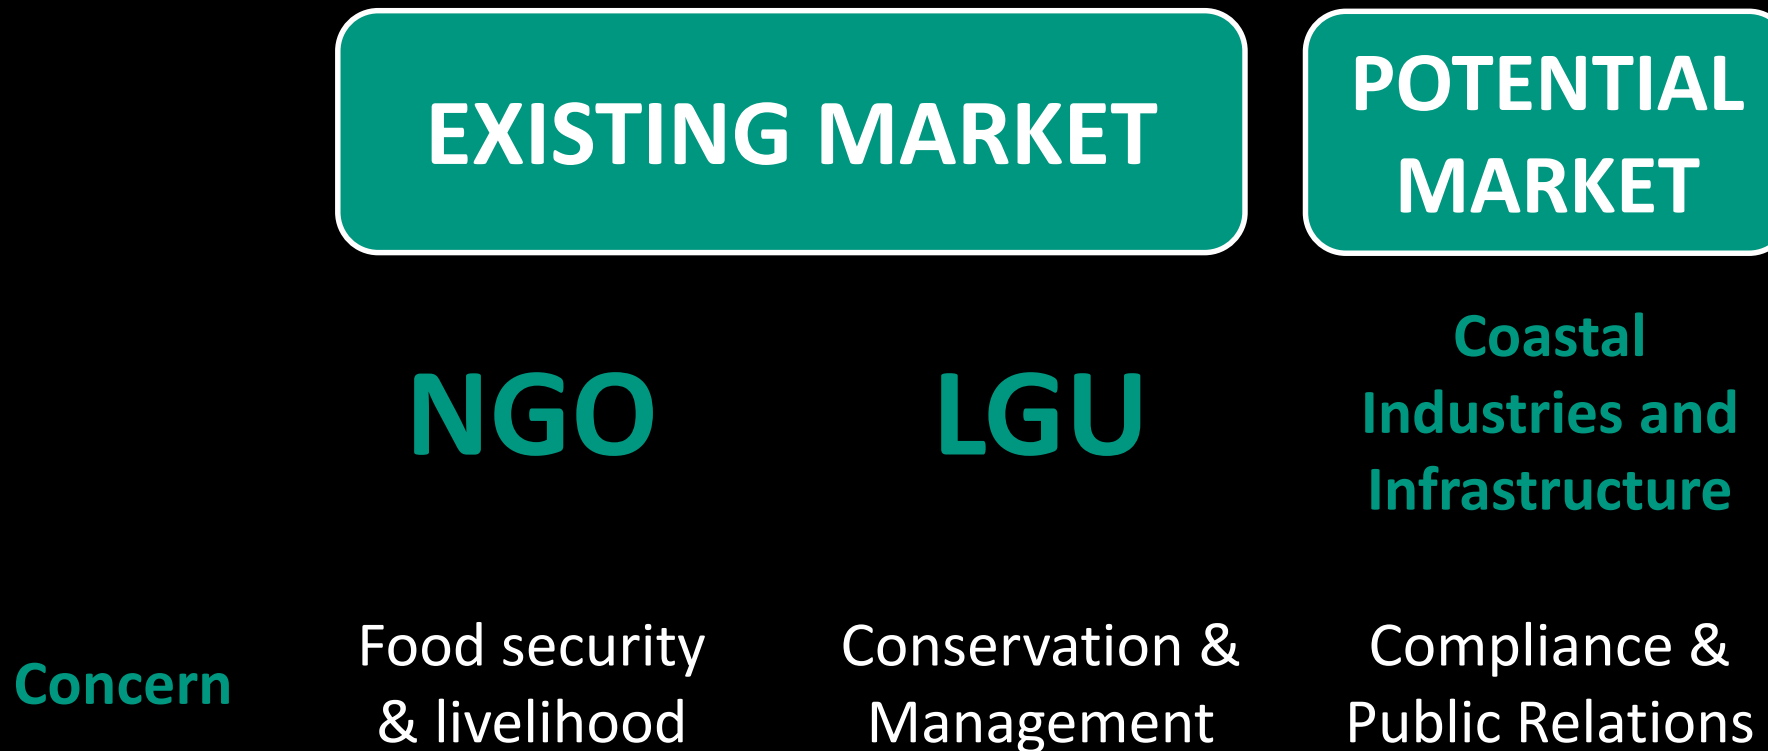 EXISTING MARKET
POTENTIAL
MARKET
NGO
LGU
Coastal
Industries and
Infrastructure
Concern
Food security
& livelihood
Conservation &
Management
Compliance &
Public Relations